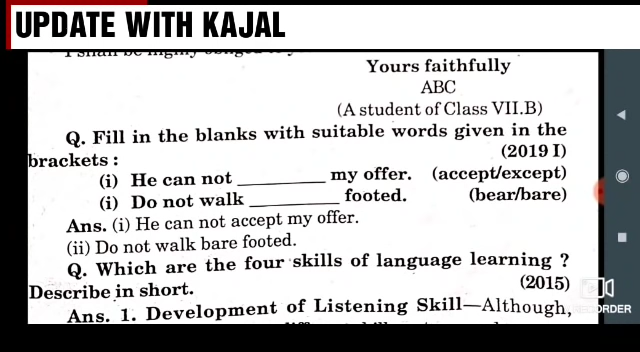 UPDATE WITH KAJAL
Yours faithfully
ABC
(A student of Class VII.B)
Q. Fill in the blanks with suitable words given in the
brackets : (2019 I)
(i) He can not ________ my offer. (accept/except)
(i) Do not walk ________ footed. (bear/bare)
Ans. (i) He can not accept my offer.
(ii) Do not walk bare footed.
Q. Which are the four skills of language learning ?
Describe in short. (2015)
Ans. 1. Development of Listening Skill—Although,